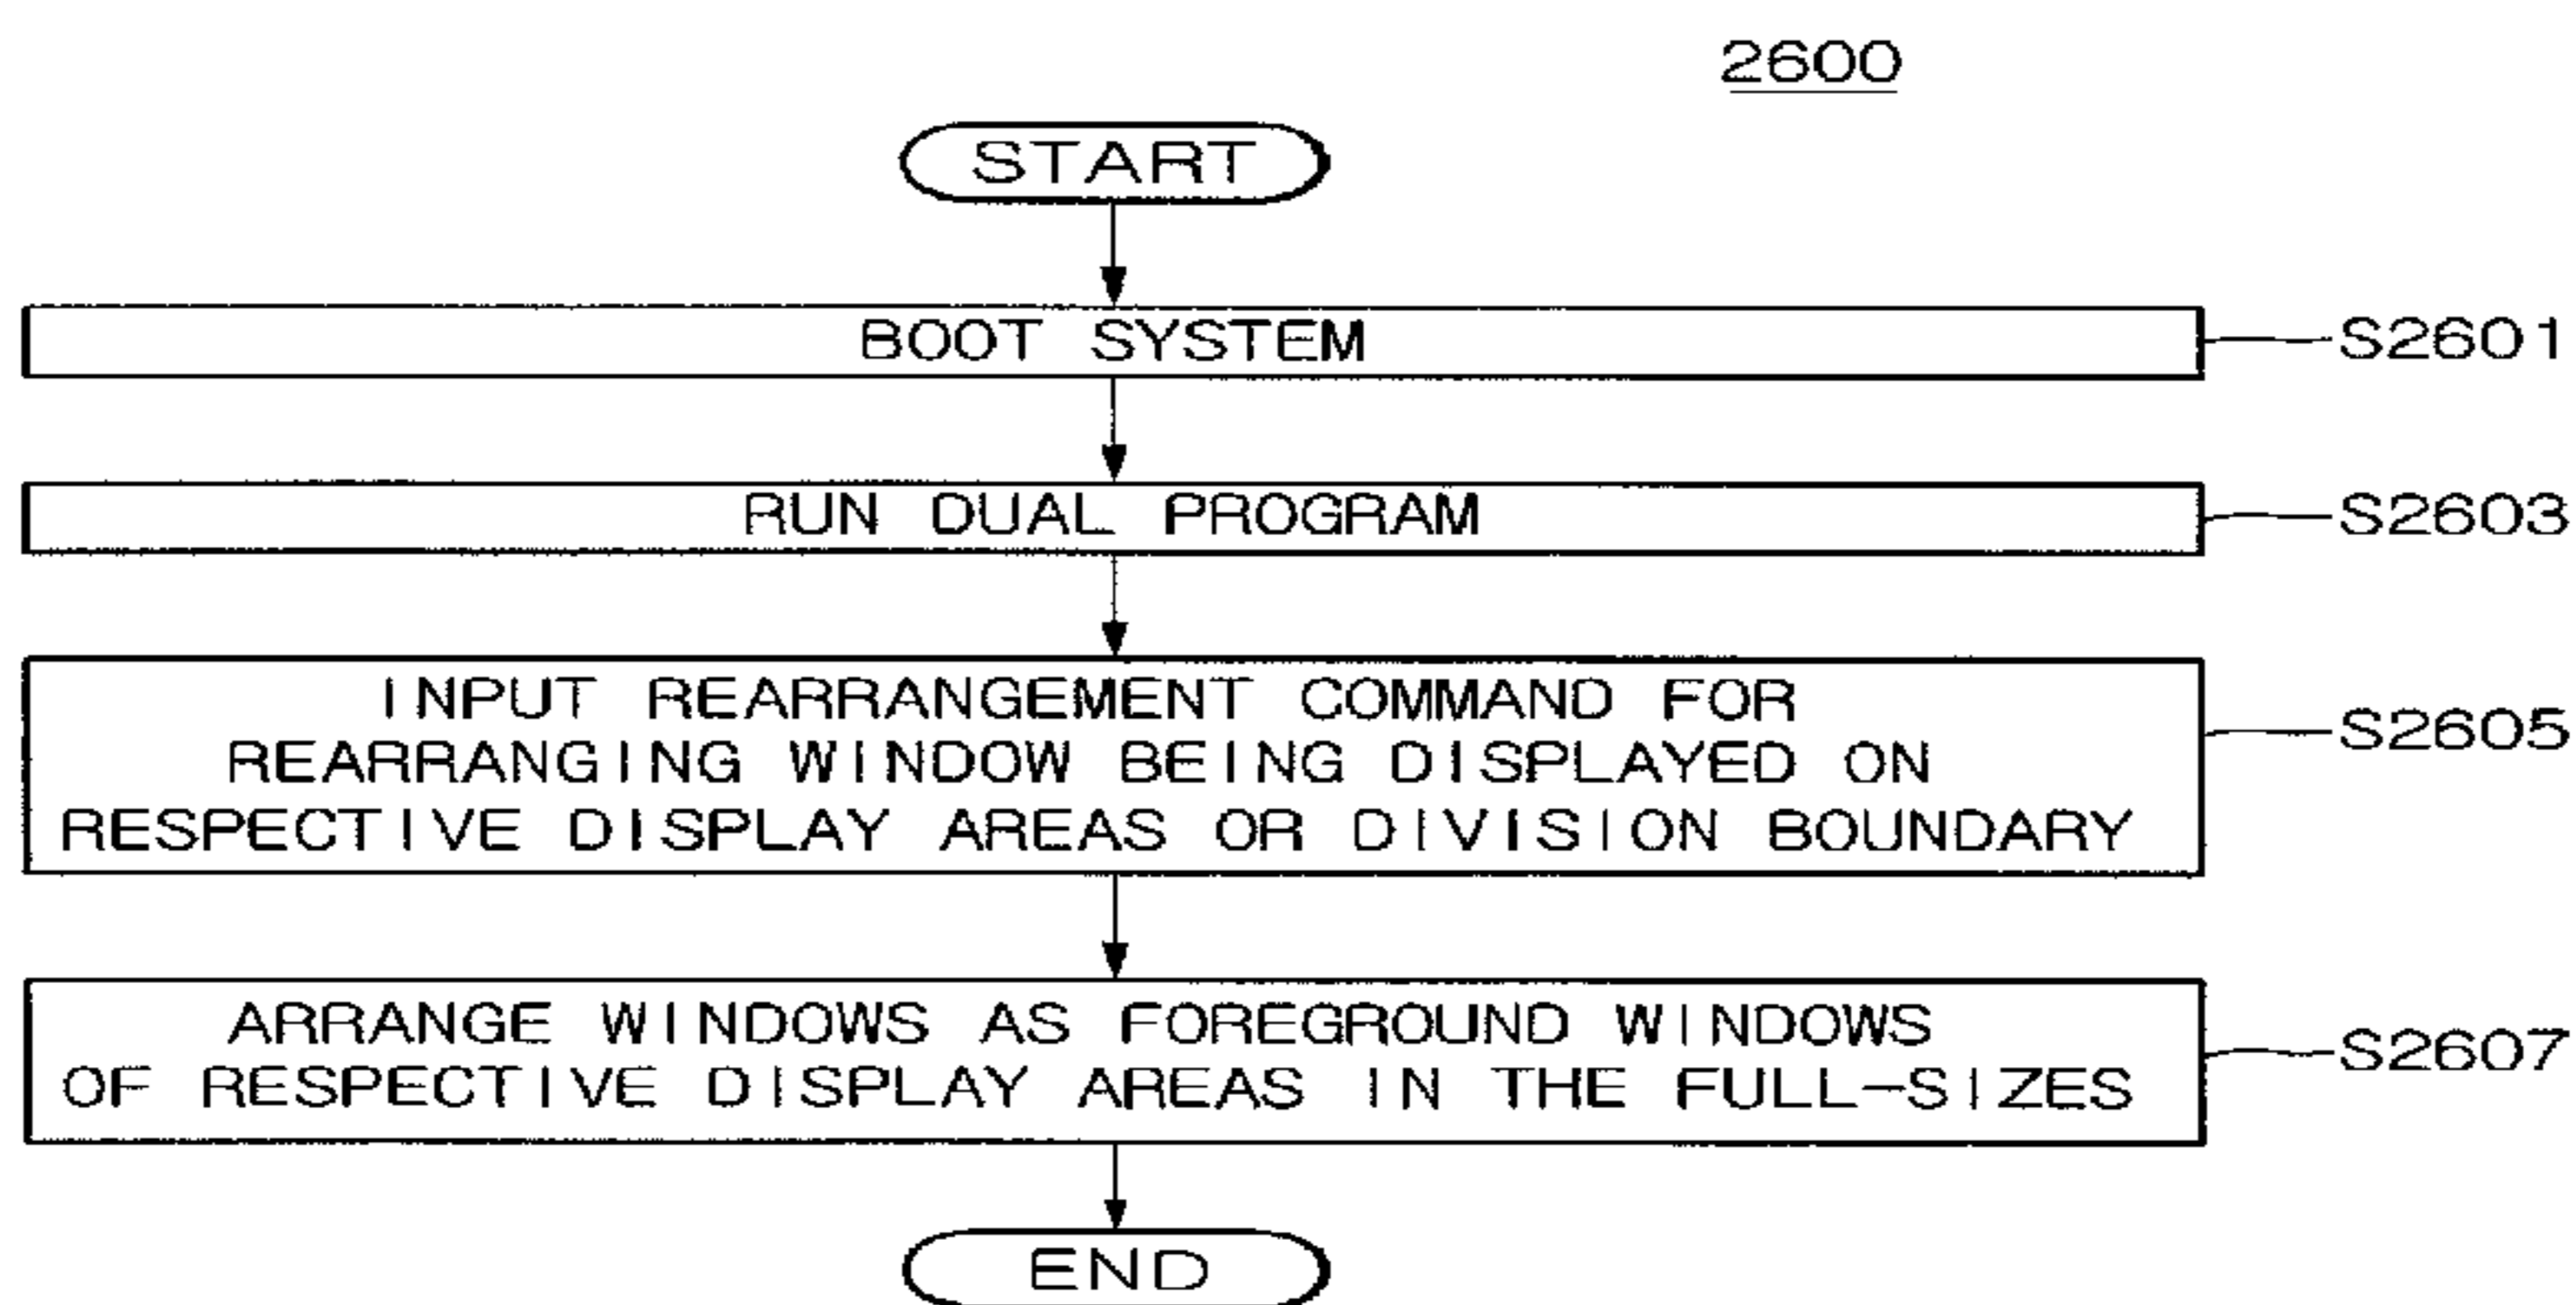 2600
START
BOOT SYSTEM
S2601
RUN DUAL PROGRAM
S2603
INPUT REARRANGEMENT COMMAND FOR
REARRANGING WINDOW BEING DISPLAYED ON
RESPECTIVE DISPLAY AREAS OR DIVISION BOUNDARY
S2605
ARRANGE WINDOWS AS FOREGROUND WINDOWS
OF RESPECTIVE DISPLAY AREAS IN THE FULL-SIZES
S2607
END